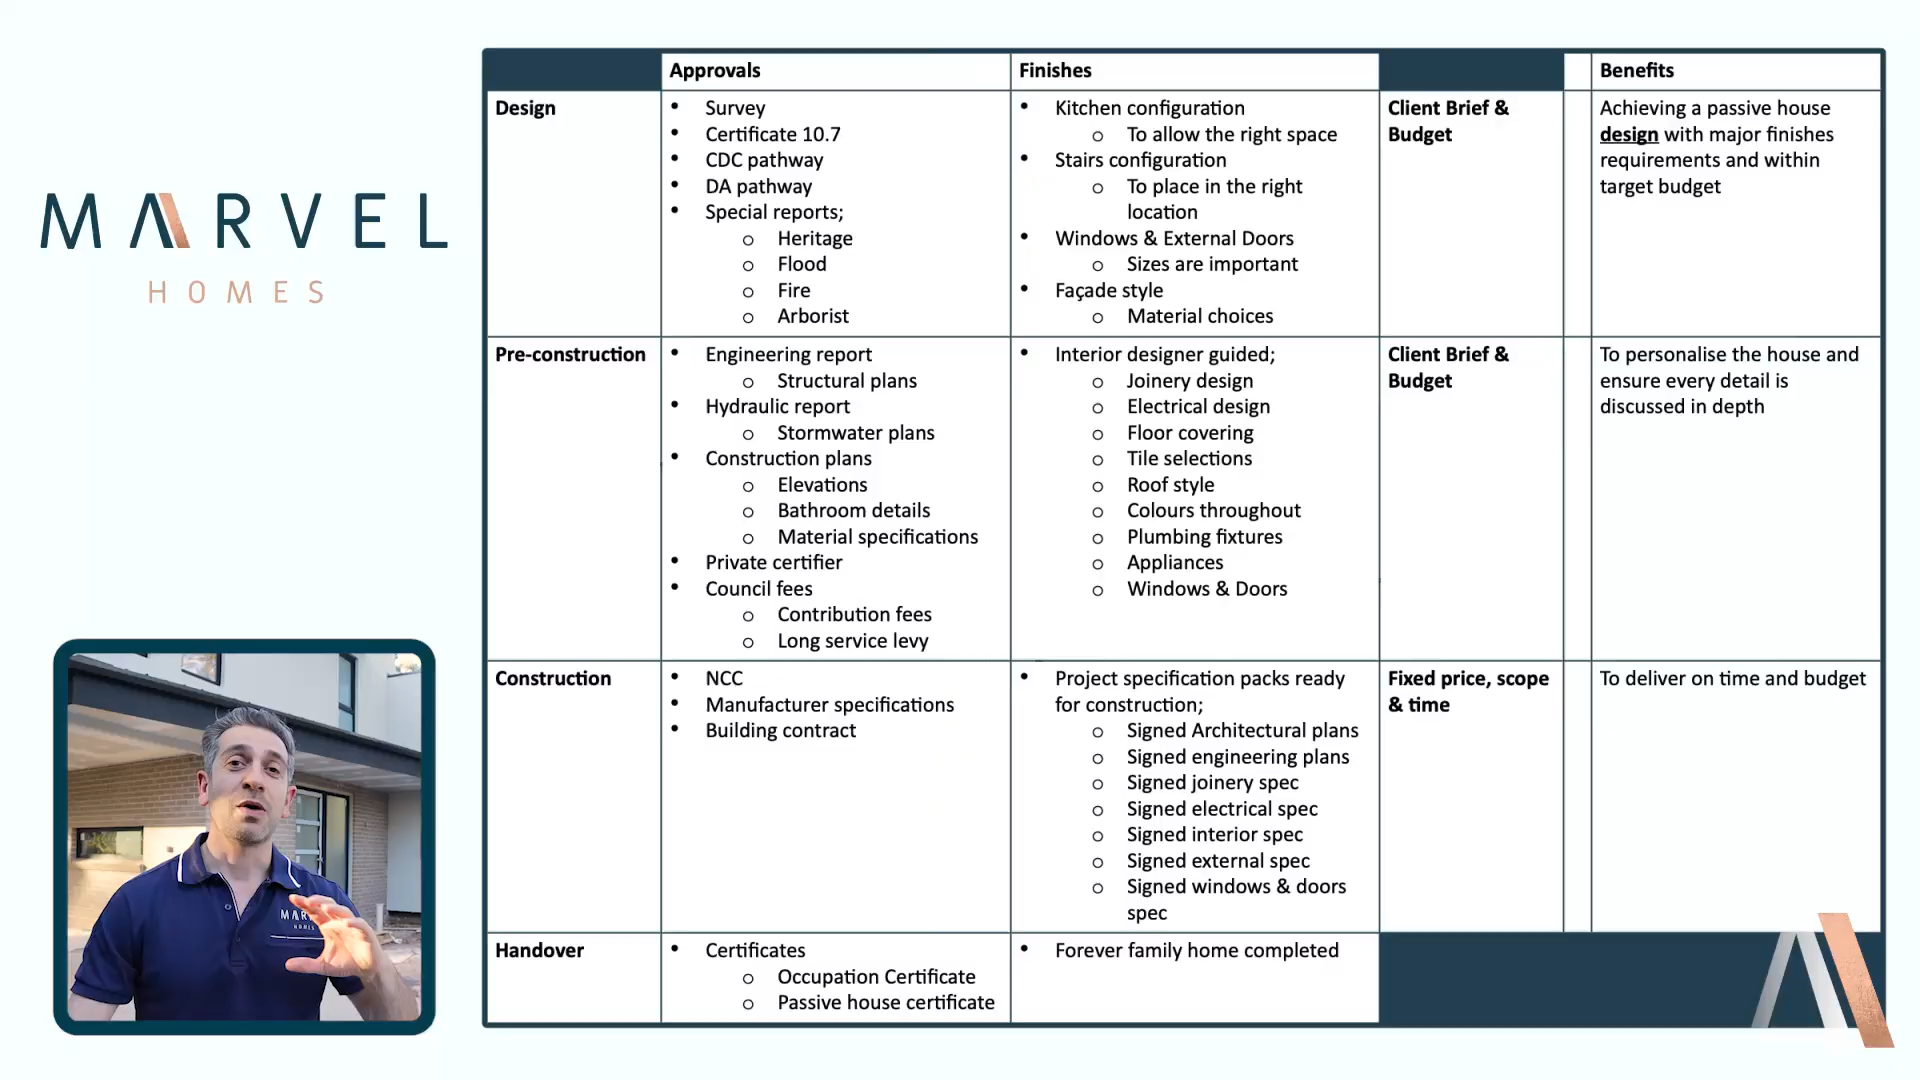 MARVEL
HOMES
Approvals
Finishes
Benefits
Design
• Survey
• Certificate 10.7
• CDC pathway
• DA pathway
• Special reports;
o Heritage
o Flood
o Fire
o Arborist
• Kitchen configuration
o To allow the right space
• Stairs configuration
o To place in the right
location
• Windows & External Doors
o Sizes are important
• Façade style
o Material choices
Client Brief &
Budget
Achieving a passive house
design with major finishes
requirements and within
target budget
Pre-construction
• Engineering report
o Structural plans
• Hydraulic report
o Stormwater plans
• Construction plans
o Elevations
o Bathroom details
o Material specifications
• Private certifier
• Council fees
o Contribution fees
o Long service levy
• Interior designer guided;
o Joinery design
o Electrical design
o Floor covering
o Tile selections
o Roof style
o Colours throughout
o Plumbing fixtures
o Appliances
o Windows & Doors
Client Brief &
Budget
To personalise the house and
ensure every detail is
discussed in depth
Construction
• NCC
• Manufacturer specifications
• Building contract
• Project specification packs ready
for construction;
o Signed Architectural plans
o Signed engineering plans
o Signed joinery spec
o Signed electrical spec
o Signed interior spec
o Signed external spec
o Signed windows & doors
spec
Fixed price, scope
& time
To deliver on time and budget
Handover
• Certificates
o Occupation Certificate
o Passive house certificate
• Forever family home completed